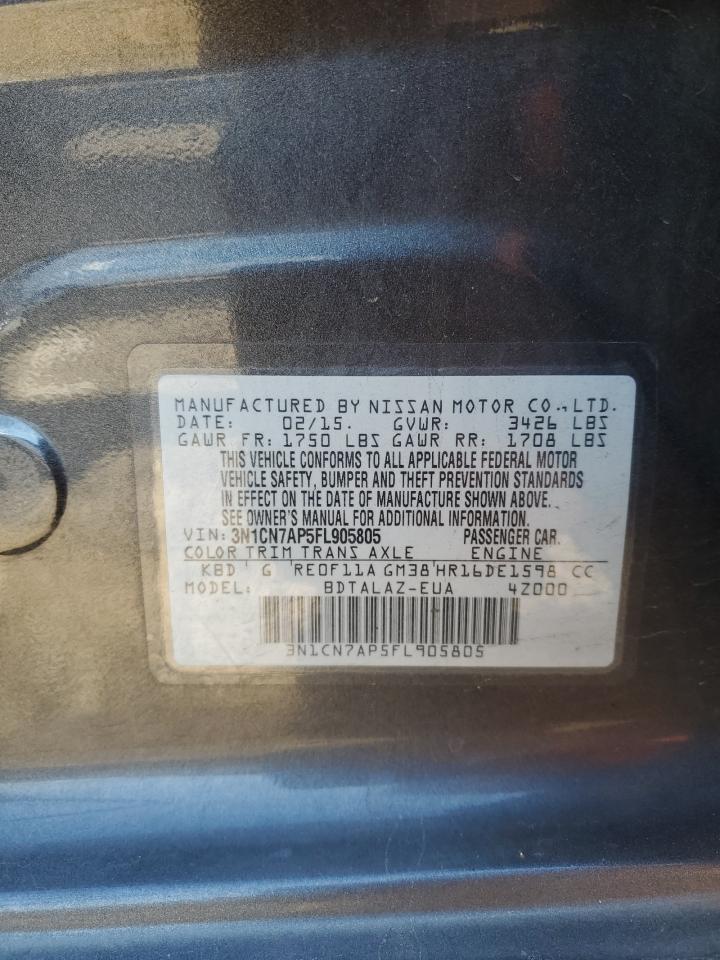 MANUFACTURED BY NISSAN MOTOR CO.,LTD.
DATE: 02/15. GVWR: 3426 LBS
GAWR FR: 1750 LBS GAWR RR: 1708 LBS
THIS VEHICLE CONFORMS TO ALL APPLICABLE FEDERAL MOTOR
VEHICLE SAFETY, BUMPER AND THEFT PREVENTION STANDARDS
IN EFFECT ON THE DATE OF MANUFACTURE SHOWN ABOVE.
SEE OWNER'S MANUAL FOR ADDITIONAL INFORMATION.
VIN: 3N1CN7AP5FL905805 PASSENGER CAR.
COLOR TRIM TRANS AXLE ENGINE
KBD G RE0F11A GM38 HR16DE1598 CC
MODEL: BDTALAZ-EUA 4Z000
3N1CN7AP5FL905805